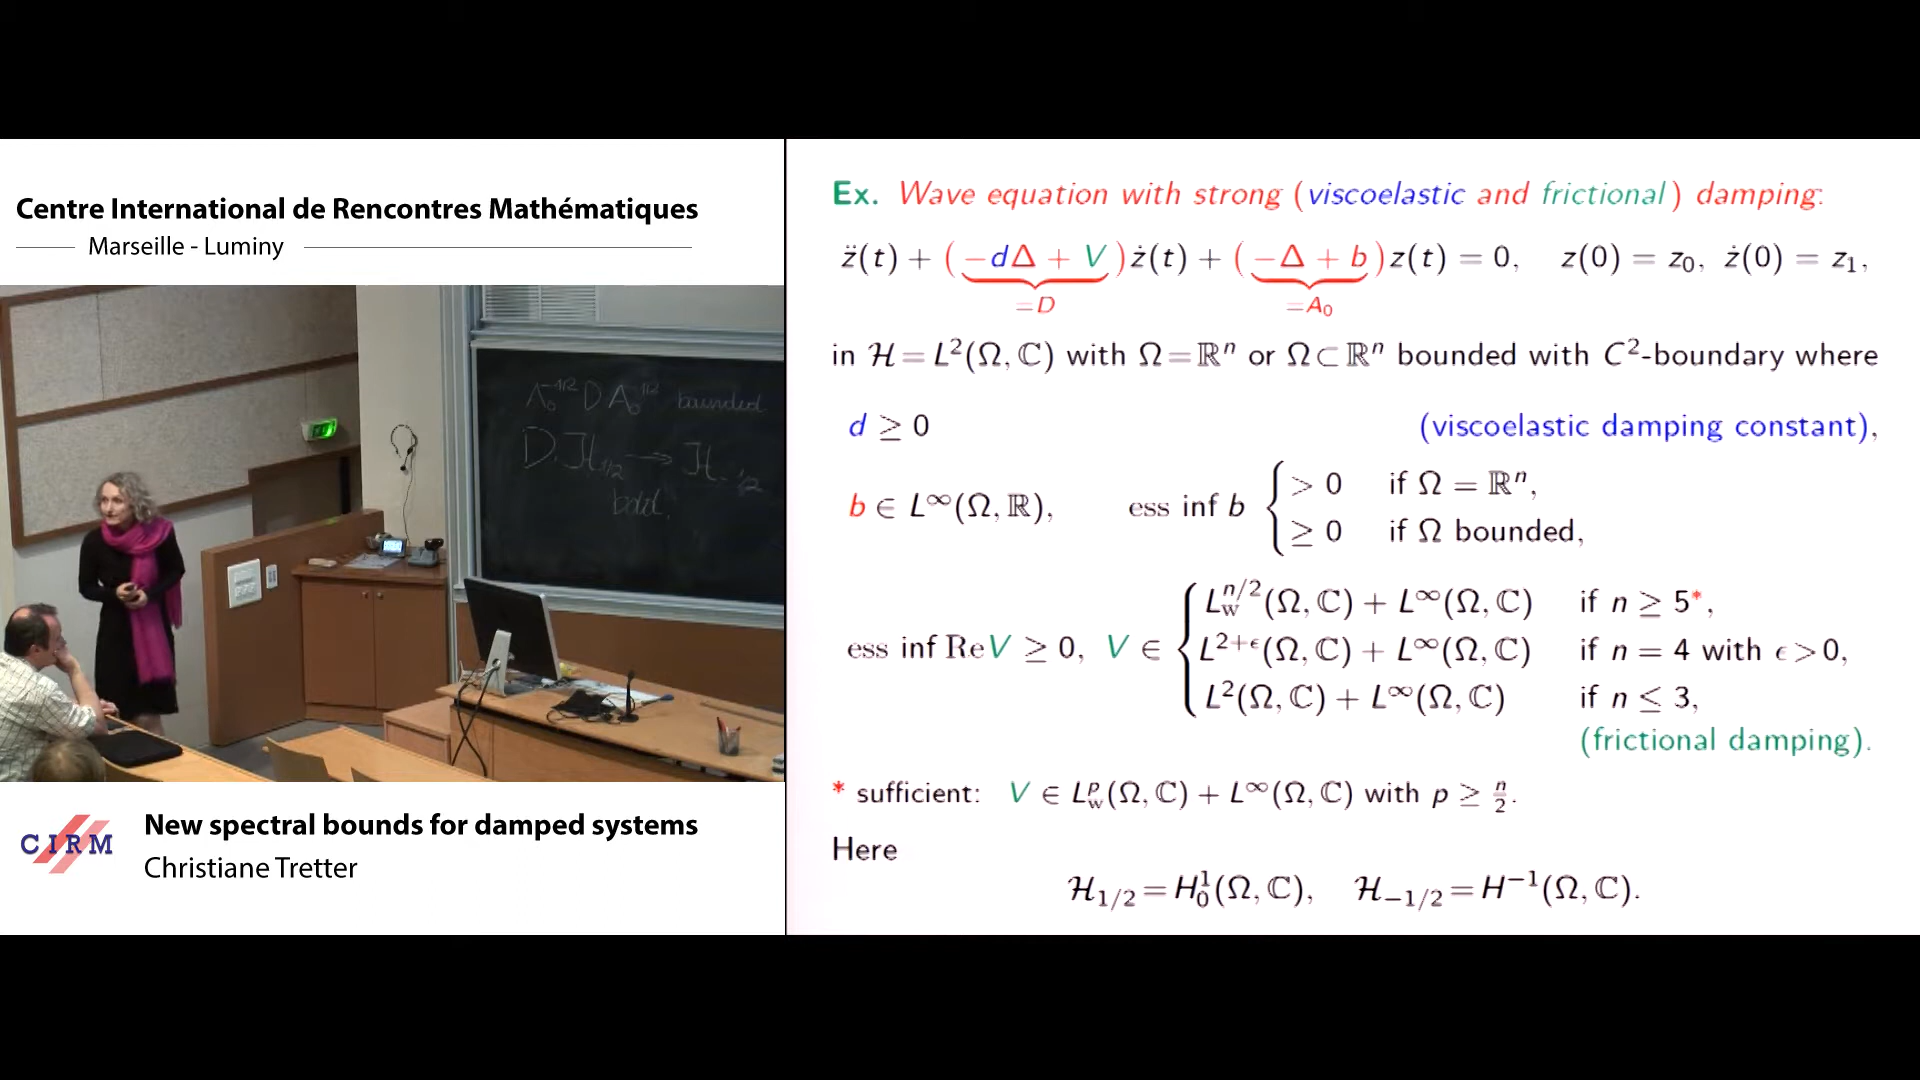 Centre International de Rencontres Mathématiques
Marseille - Luminy
A₀^{-1/2} D A₀^{-1/2} bounded
D: ℋ_{1/2} → ℋ_{-1/2}
bdd.
CIRM
New spectral bounds for damped systems
Christiane Tretter
Ex. Wave equation with strong (viscoelastic and frictional) damping:
z̈(t) + (−dΔ + V)ż(t) + (−Δ + b)z(t) = 0, z(0) = z₀, ż(0) = z₁,
=D =A₀
in ℋ = L²(Ω, ℂ) with Ω = ℝⁿ or Ω ⊂ ℝⁿ bounded with C²-boundary where
d ≥ 0 (viscoelastic damping constant),
b ∈ L^∞(Ω, ℝ), ess inf b { > 0 if Ω = ℝⁿ,
≥ 0 if Ω bounded,
ess inf Re V ≥ 0, V ∈ { L_w^{n/2}(Ω, ℂ) + L^∞(Ω, ℂ) if n ≥ 5*,
L^{2+ϵ}(Ω, ℂ) + L^∞(Ω, ℂ) if n = 4 with ϵ > 0,
L²(Ω, ℂ) + L^∞(Ω, ℂ) if n ≤ 3,
(frictional damping).
* sufficient: V ∈ L_w^p(Ω, ℂ) + L^∞(Ω, ℂ) with p ≥ n/2.
Here
ℋ_{1/2} = H₀¹(Ω, ℂ), ℋ_{−1/2} = H^{−1}(Ω, ℂ).